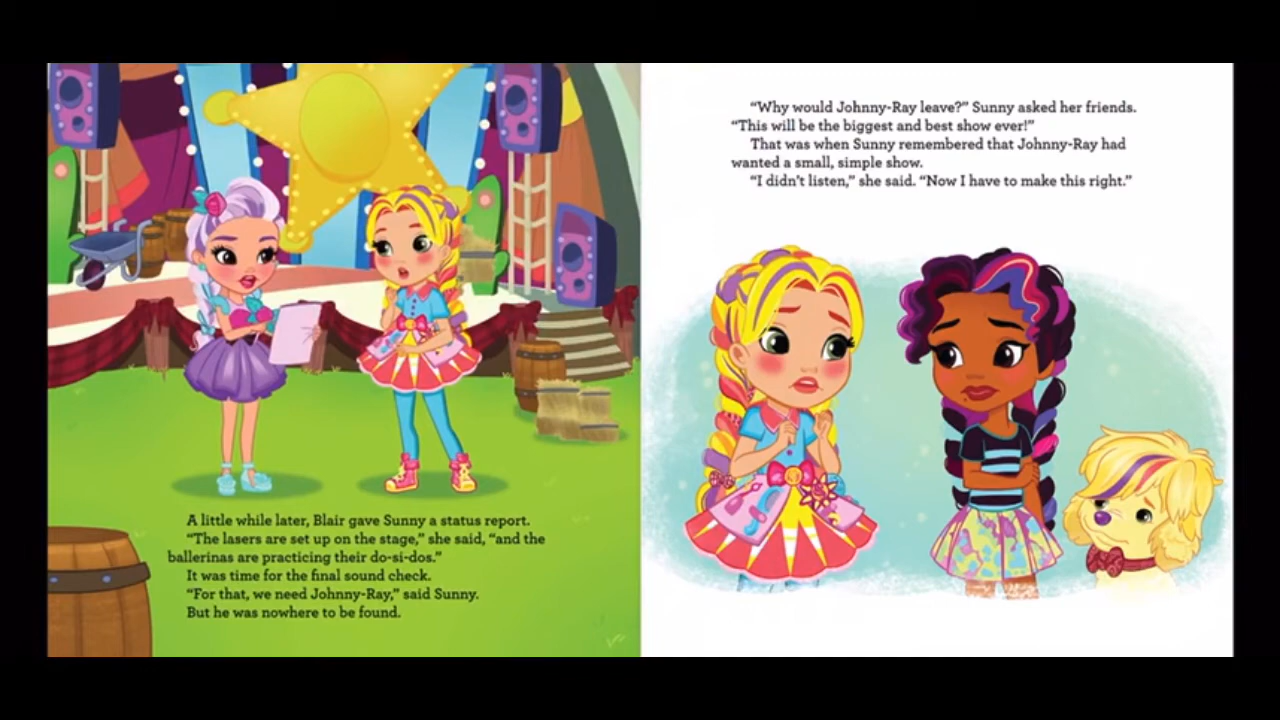 A little while later, Blair gave Sunny a status report.
“The lasers are set up on the stage,” she said, “and the
ballerinas are practicing their do-si-dos.”
It was time for the final sound check.
“For that, we need Johnny-Ray,” said Sunny.
But he was nowhere to be found.
“Why would Johnny-Ray leave?” Sunny asked her friends.
“This will be the biggest and best show ever!”
That was when Sunny remembered that Johnny-Ray had
wanted a small, simple show.
“I didn’t listen,” she said. “Now I have to make this right.”